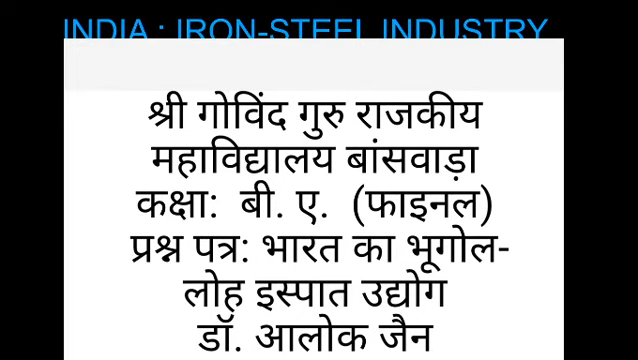 INDIA : IRON-STEEL INDUSTRY
श्री गोविंद गुरु राजकीय
महाविद्यालय बांसवाड़ा
कक्षा: बी. ए. (फाइनल)
प्रश्न पत्र: भारत का भूगोल-
लोह इस्पात उद्योग
डॉ. आलोक जैन